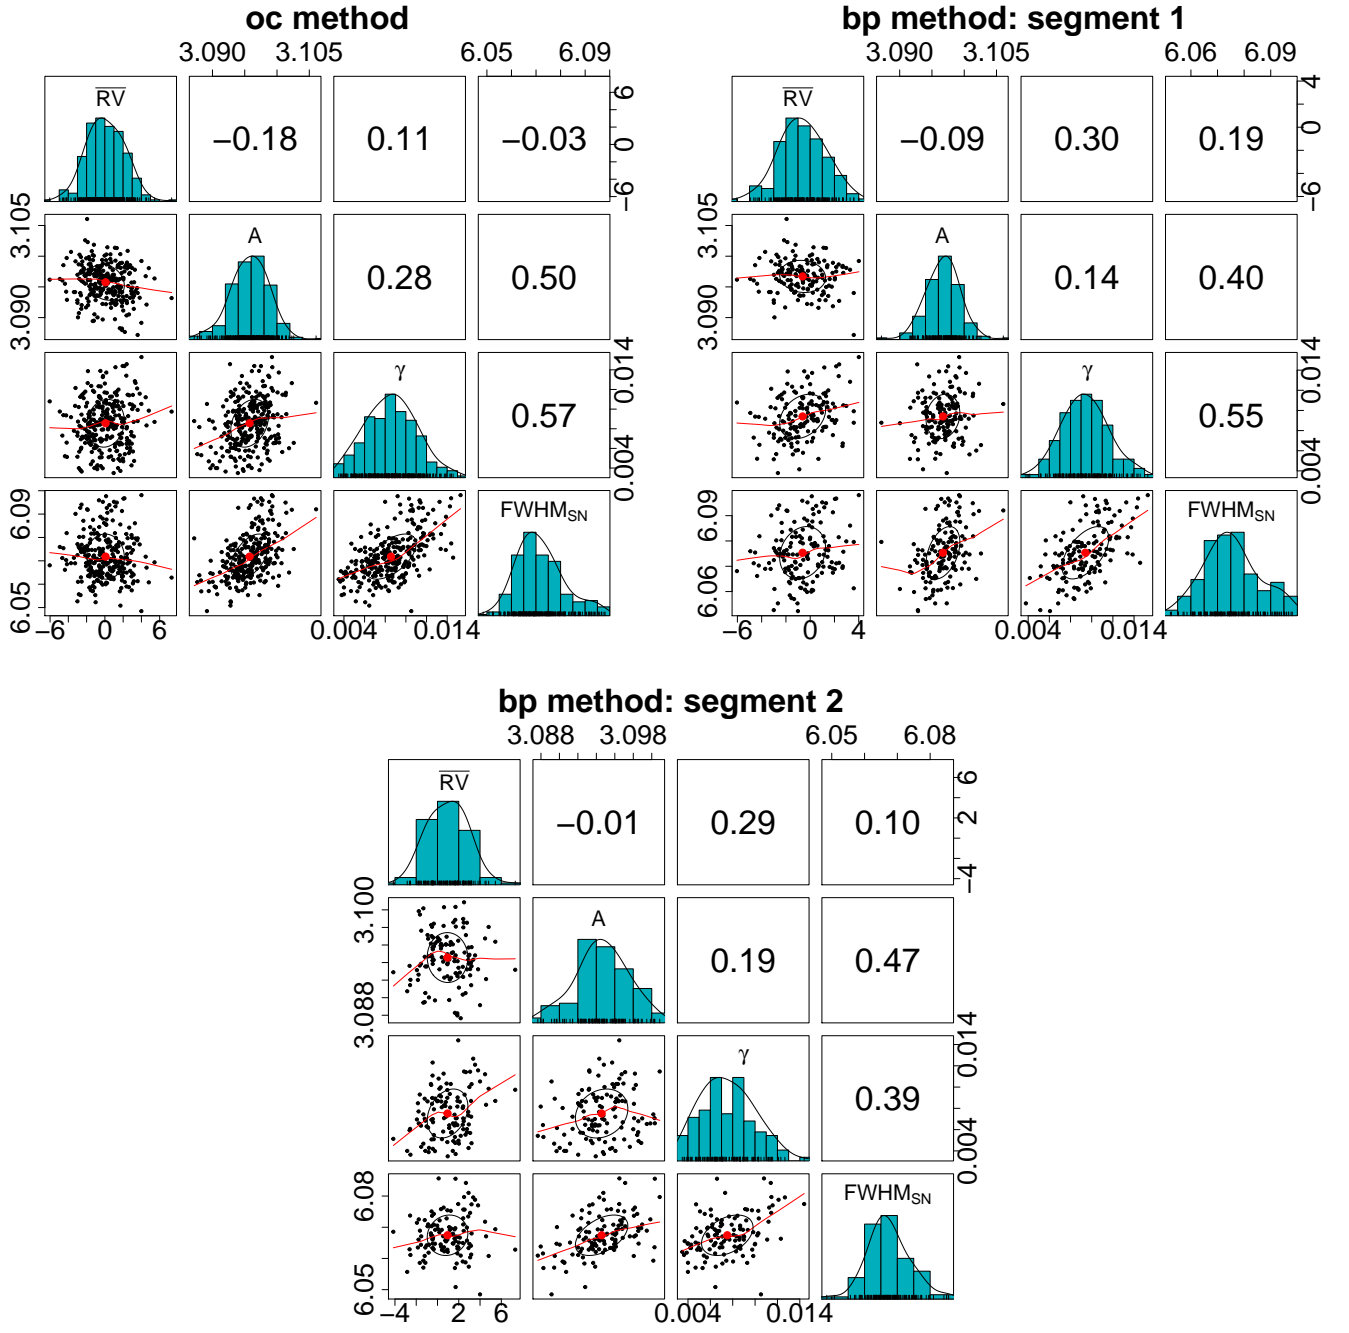 oc method
3.090 3.105 6.05 6.09
RV −0.18 0.11 −0.03 −6 0 6
3.090 3.105 A 0.28 0.50
γ 0.57 0.004 0.014
6.05 6.09 FWHMSN
−6 0 6 0.004 0.014
bp method: segment 1
3.090 3.105 6.06 6.09
RV −0.09 0.30 0.19 −6 0 4
3.090 3.105 A 0.14 0.40
γ 0.55 0.004 0.014
6.06 6.09 FWHMSN
−6 0 4 0.004 0.014
bp method: segment 2
3.088 3.098 6.05 6.08
RV −0.01 0.29 0.10 −4 2 6
3.088 3.100 A 0.19 0.47
γ 0.39 0.004 0.014
6.05 6.08 FWHMSN
−4 2 6 0.004 0.014